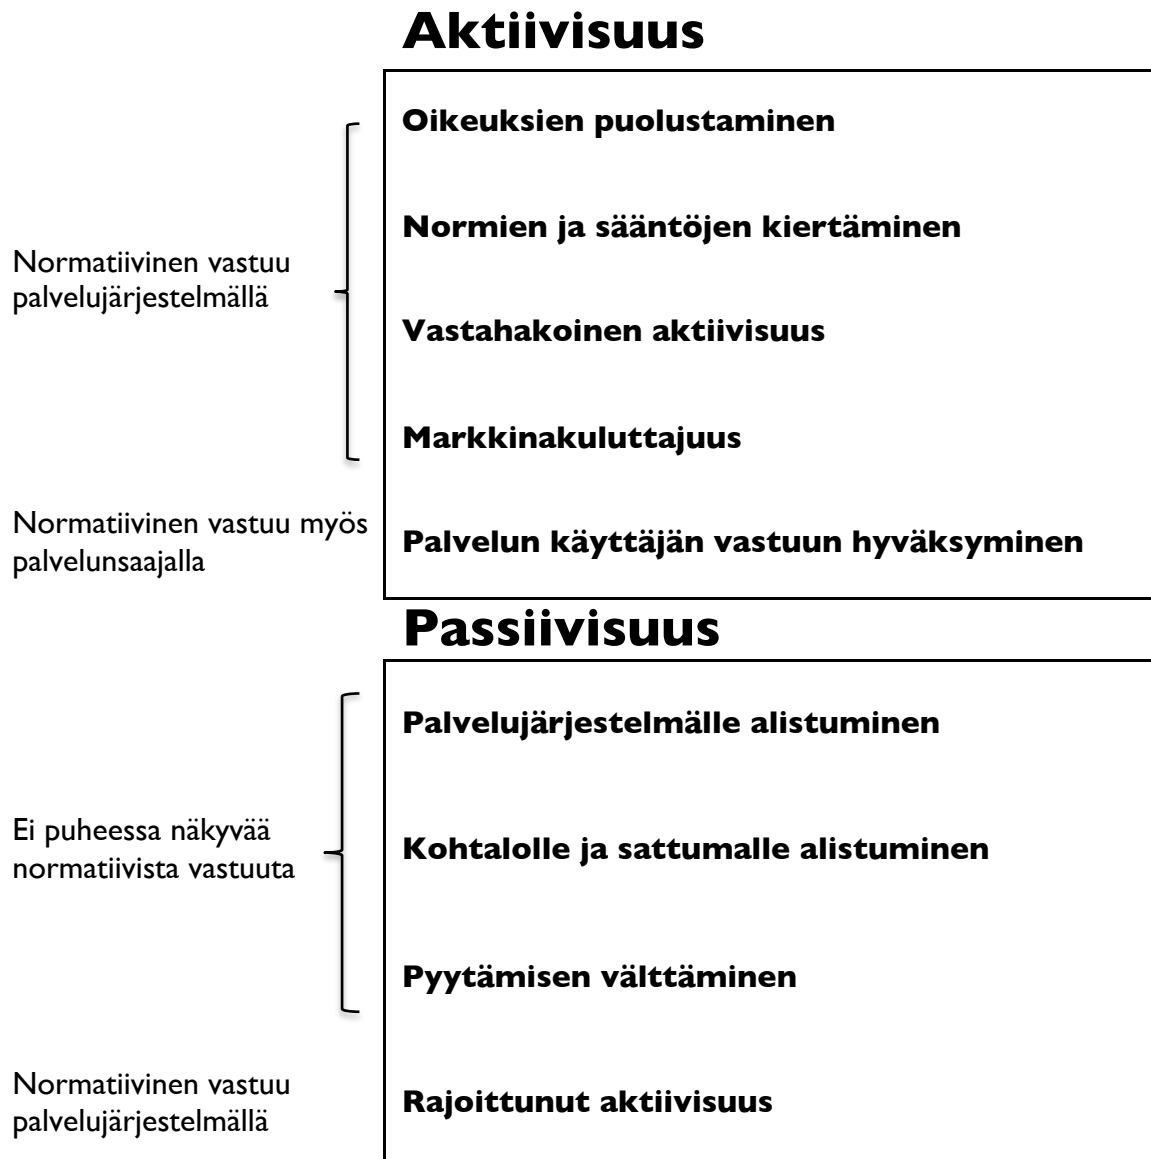 Aktiivisuus
Oikeuksien puolustaminen
Normien ja sääntöjen kiertäminen
Normatiivinen vastuu
palvelujärjestelmällä
Vastahakoinen aktiivisuus
Markkinakuluttajuus
Normatiivinen vastuu myös
palvelunsaajalla
Palvelun käyttäjän vastuun hyväksyminen
Passiivisuus
Palvelujärjestelmälle alistuminen
Ei puheessa näkyvää
normatiivista vastuuta
Kohtalolle ja sattumalle alistuminen
Pyytämisen välttäminen
Normatiivinen vastuu
palvelujärjestelmällä
Rajoittunut aktiivisuus